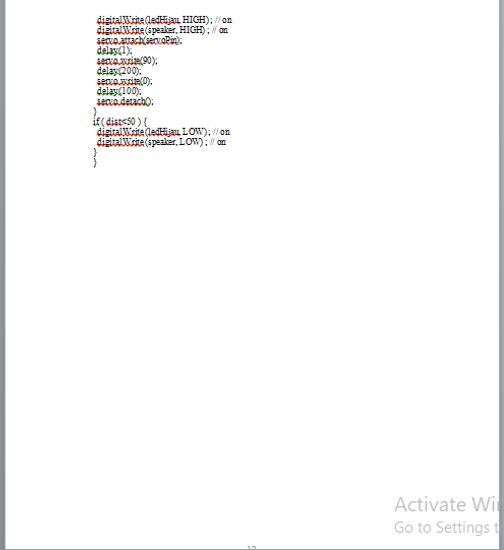 digitalWrite(ledHijau, HIGH); // on
digitalWrite(speaker, HIGH) ; // on
servo.attach(servoPin);
delay(1);
servo.write(90);
delay(200);
servo.write(0);
delay(100);
servo.detach();
}
if ( dist<50 ) {
digitalWrite(ledHijau, LOW); // on
digitalWrite(speaker, LOW) ; // on
}
}
Activate Wi
Go to Settings t